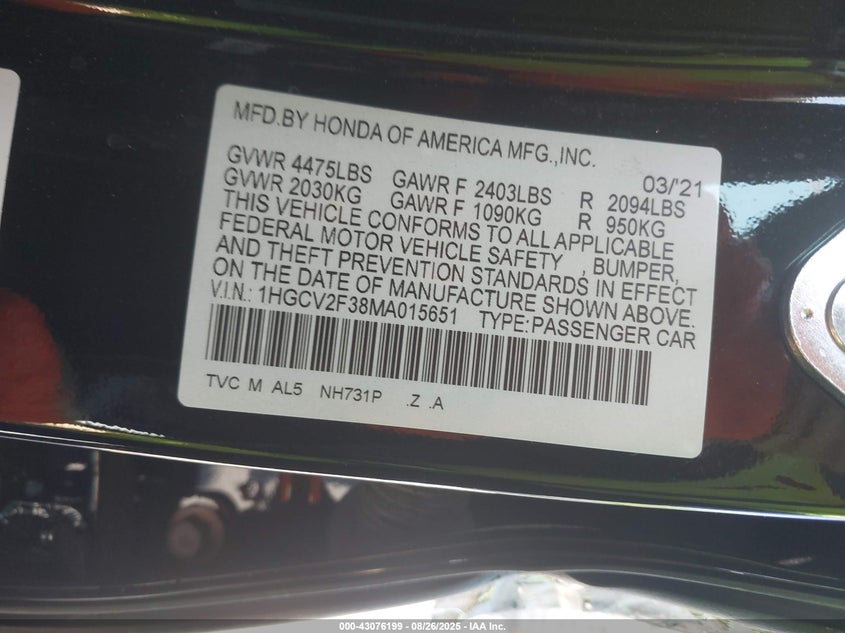 MFD.BY HONDA OF AMERICA MFG.,INC.
03/'21
GVWR 4475LBS GAWR F 2403LBS R 2094LBS
GVWR 2030KG GAWR F 1090KG R 950KG
THIS VEHICLE CONFORMS TO ALL APPLICABLE
FEDERAL MOTOR VEHICLE SAFETY , BUMPER,
AND THEFT PREVENTION STANDARDS IN EFFECT
ON THE DATE OF MANUFACTURE SHOWN ABOVE.
V.I.N.: 1HGCV2F38MA015651 TYPE:PASSENGER CAR
TVC M AL5 NH731P .Z .A
000-43076199 - 08/26/2025 - IAA Inc.